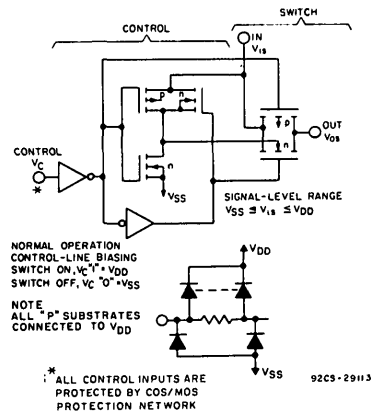 SWITCH
CONTROL
IN
Vis
p
n
n
p
n
OUT
Vos
CONTROL
VC
*
VSS
SIGNAL-LEVEL RANGE
VSS ≤ Vis ≤ VDD
NORMAL OPERATION
CONTROL-LINE BIASING
SWITCH ON, VC "1" = VDD
SWITCH OFF, VC "0" = VSS
NOTE
ALL "P" SUBSTRATES
CONNECTED TO VDD
VDD
VSS
* ALL CONTROL INPUTS ARE
PROTECTED BY COS/MOS
PROTECTION NETWORK
92CS-29113